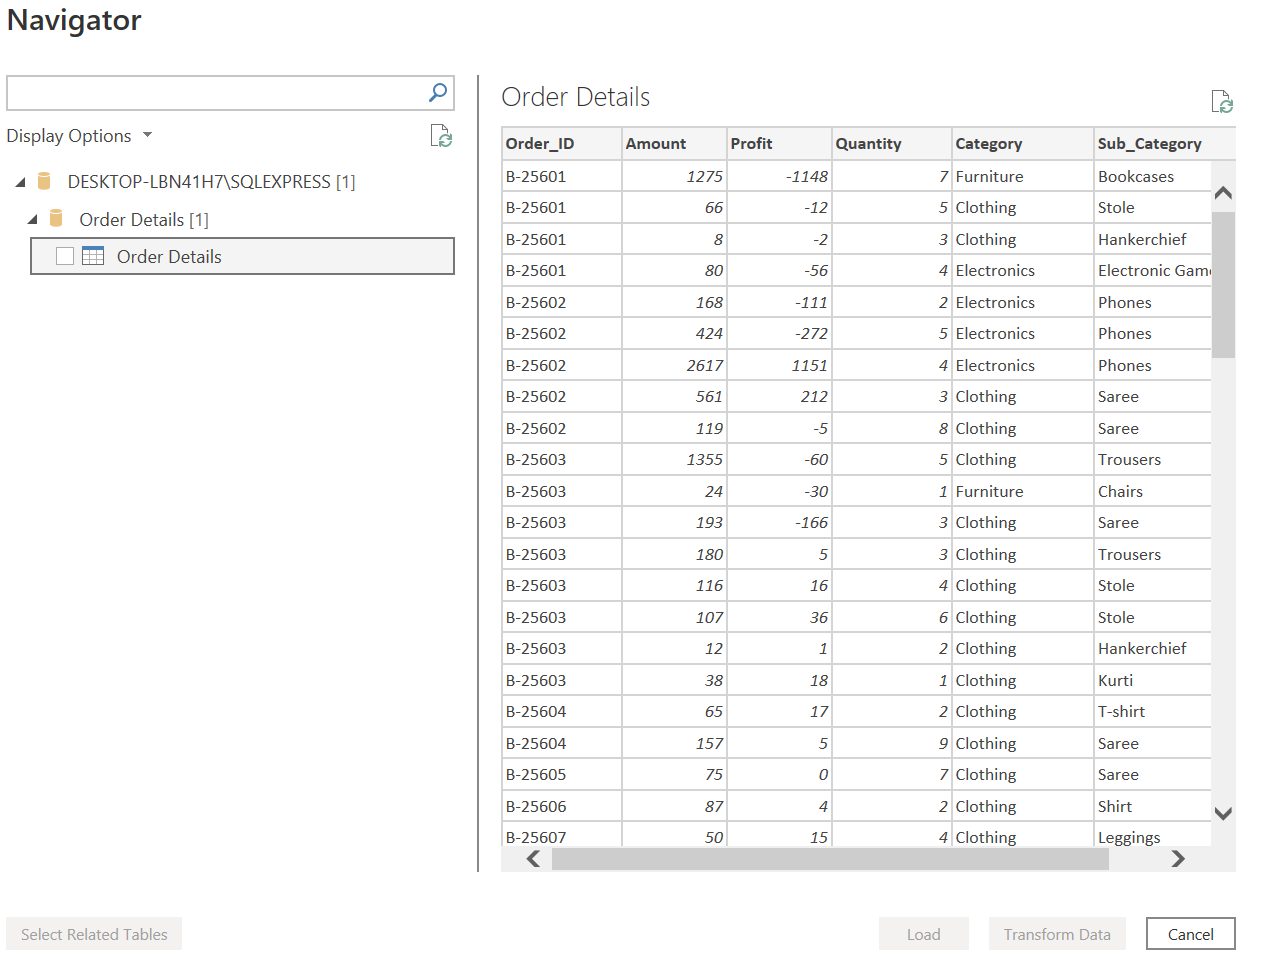 Navigator
Display Options
DESKTOP-LBN41H7\SQLEXPRESS [1]
Order Details [1]
Order Details
Order Details
Order_ID Amount Profit Quantity Category Sub_Category
B-25601 1275 -1148 7 Furniture Bookcases
B-25601 66 -12 5 Clothing Stole
B-25601 8 -2 3 Clothing Hankerchief
B-25601 80 -56 4 Electronics Electronic Gam
B-25602 168 -111 2 Electronics Phones
B-25602 424 -272 5 Electronics Phones
B-25602 2617 1151 4 Electronics Phones
B-25602 561 212 3 Clothing Saree
B-25602 119 -5 8 Clothing Saree
B-25603 1355 -60 5 Clothing Trousers
B-25603 24 -30 1 Furniture Chairs
B-25603 193 -166 3 Clothing Saree
B-25603 180 5 3 Clothing Trousers
B-25603 116 16 4 Clothing Stole
B-25603 107 36 6 Clothing Stole
B-25603 12 1 2 Clothing Hankerchief
B-25603 38 18 1 Clothing Kurti
B-25604 65 17 2 Clothing T-shirt
B-25604 157 5 9 Clothing Saree
B-25605 75 0 7 Clothing Saree
B-25606 87 4 2 Clothing Shirt
B-25607 50 15 4 Clothing Leggings
Select Related Tables
Load Transform Data Cancel